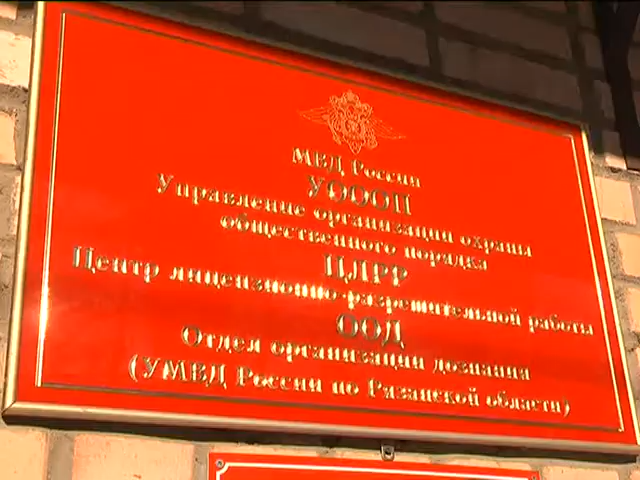 МВД России
УОООП
Управление организации охраны
общественного порядка
ЦЛРР
Центр лицензионно-разрешительной работы
ООД
Отдел организации дознания
(УМВД России по Рязанской области)